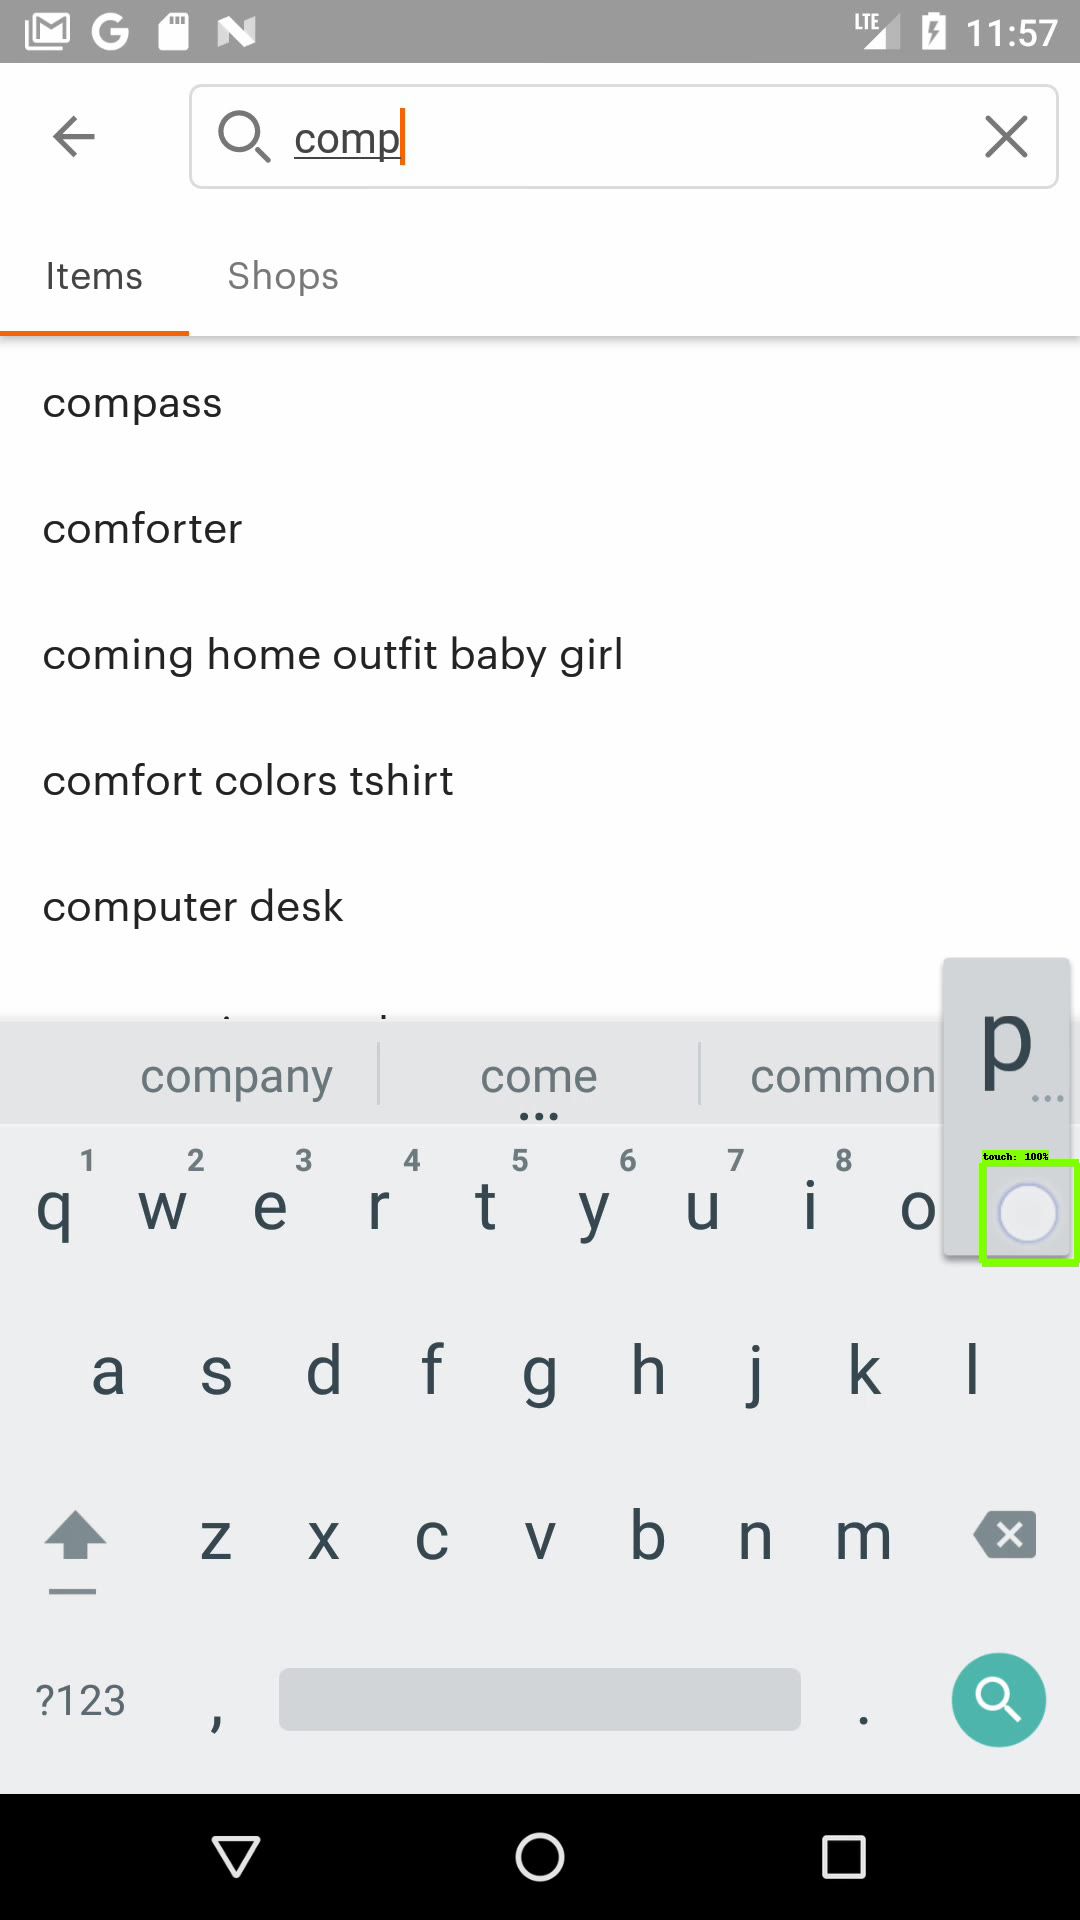 LTE 11:57
comp
Items Shops
compass
comforter
coming home outfit baby girl
comfort colors tshirt
computer desk
company come common
p
touch: 100%
1 2 3 4 5 6 7 8
q w e r t y u i o
a s d f g h j k l
z x c v b n m
?123 , .